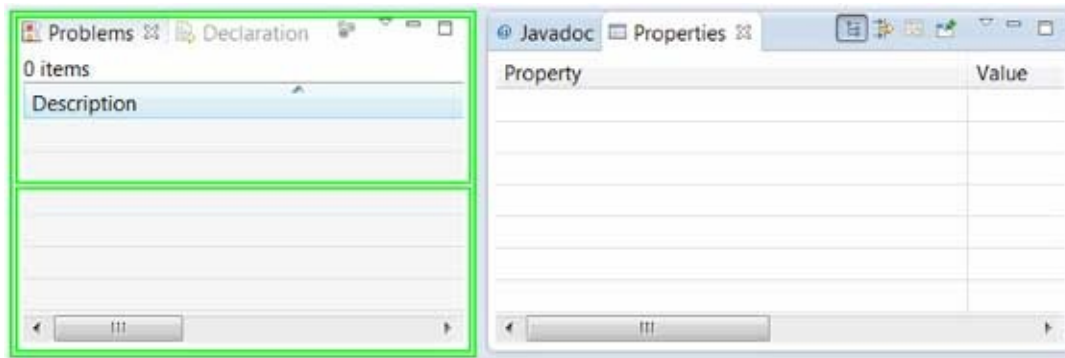 Problems Declaration
0 items
Description
@ Javadoc Properties
Property Value